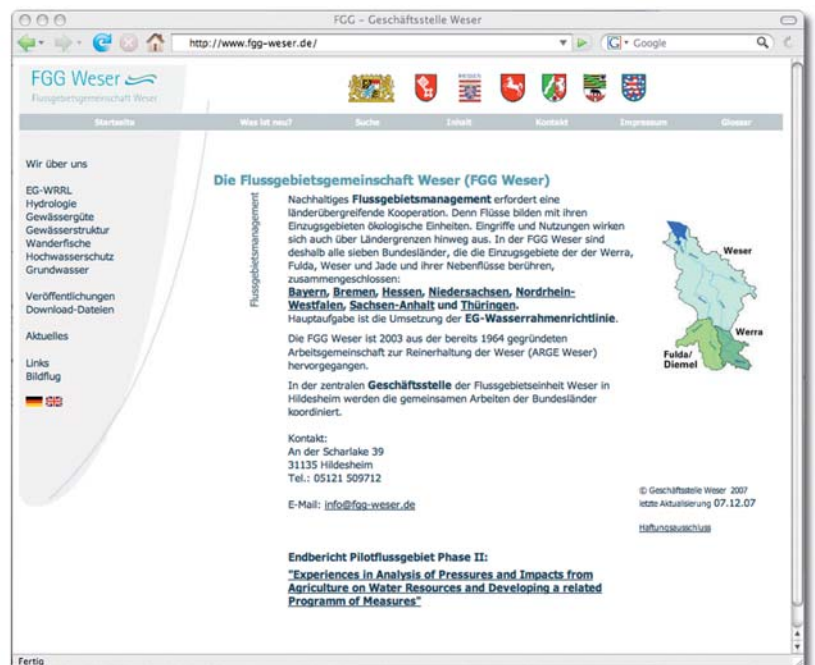 FGG – Geschäftsstelle Weser
http://www.fgg-weser.de/
Google
FGG Weser
Flussgebietsgemeinschaft Weser
Startseite Was ist neu? Suche Inhalt Kontakt Impressum Glossar
Wir über uns
EG-WRRL
Hydrologie
Gewässergüte
Gewässerstruktur
Wanderfische
Hochwasserschutz
Grundwasser
Veröffentlichungen
Download-Dateien
Aktuelles
Links
Bildflug
Die Flussgebietsgemeinschaft Weser (FGG Weser)
Flussgebietsmanagement
Nachhaltiges Flussgebietsmanagement erfordert eine
länderübergreifende Kooperation. Denn Flüsse bilden mit ihren
Einzugsgebieten ökologische Einheiten. Eingriffe und Nutzungen wirken
sich auch über Ländergrenzen hinweg aus. In der FGG Weser sind
deshalb alle sieben Bundesländer, die die Einzugsgebiete der der Werra,
Fulda, Weser und Jade und ihrer Nebenflüsse berühren,
zusammengeschlossen:
Bayern, Bremen, Hessen, Niedersachsen, Nordrhein-
Westfalen, Sachsen-Anhalt und Thüringen.
Hauptaufgabe ist die Umsetzung der EG-Wasserrahmenrichtlinie.
Die FGG Weser ist 2003 aus der bereits 1964 gegründeten
Arbeitsgemeinschaft zur Reinerhaltung der Weser (ARGE Weser)
hervorgegangen.
In der zentralen Geschäftsstelle der Flussgebietseinheit Weser in
Hildesheim werden die gemeinsamen Arbeiten der Bundesländer
koordiniert.
Kontakt:
An der Scharlake 39
31135 Hildesheim
Tel.: 05121 509712
E-Mail: info@fgg-weser.de
Endbericht Pilotflussgebiet Phase II:
"Experiences in Analysis of Pressures and Impacts from
Agriculture on Water Resources and Developing a related
Programm of Measures"
Weser
Werra
Fulda/
Diemel
© Geschäftsstelle Weser 2007
letzte Aktualisierung 07.12.07
Haftungsausschluss
Fertig